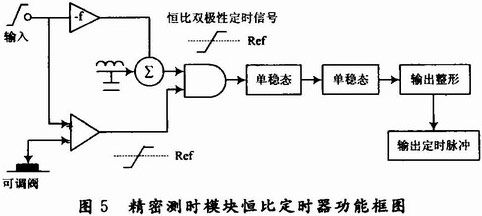 恒比双极性定时信号
-f
输入
Ref
Σ
单稳态
单稳态
输出整形
Ref
输出定时脉冲
可调阀
图 5 精密测时模块恒比定时器功能框图